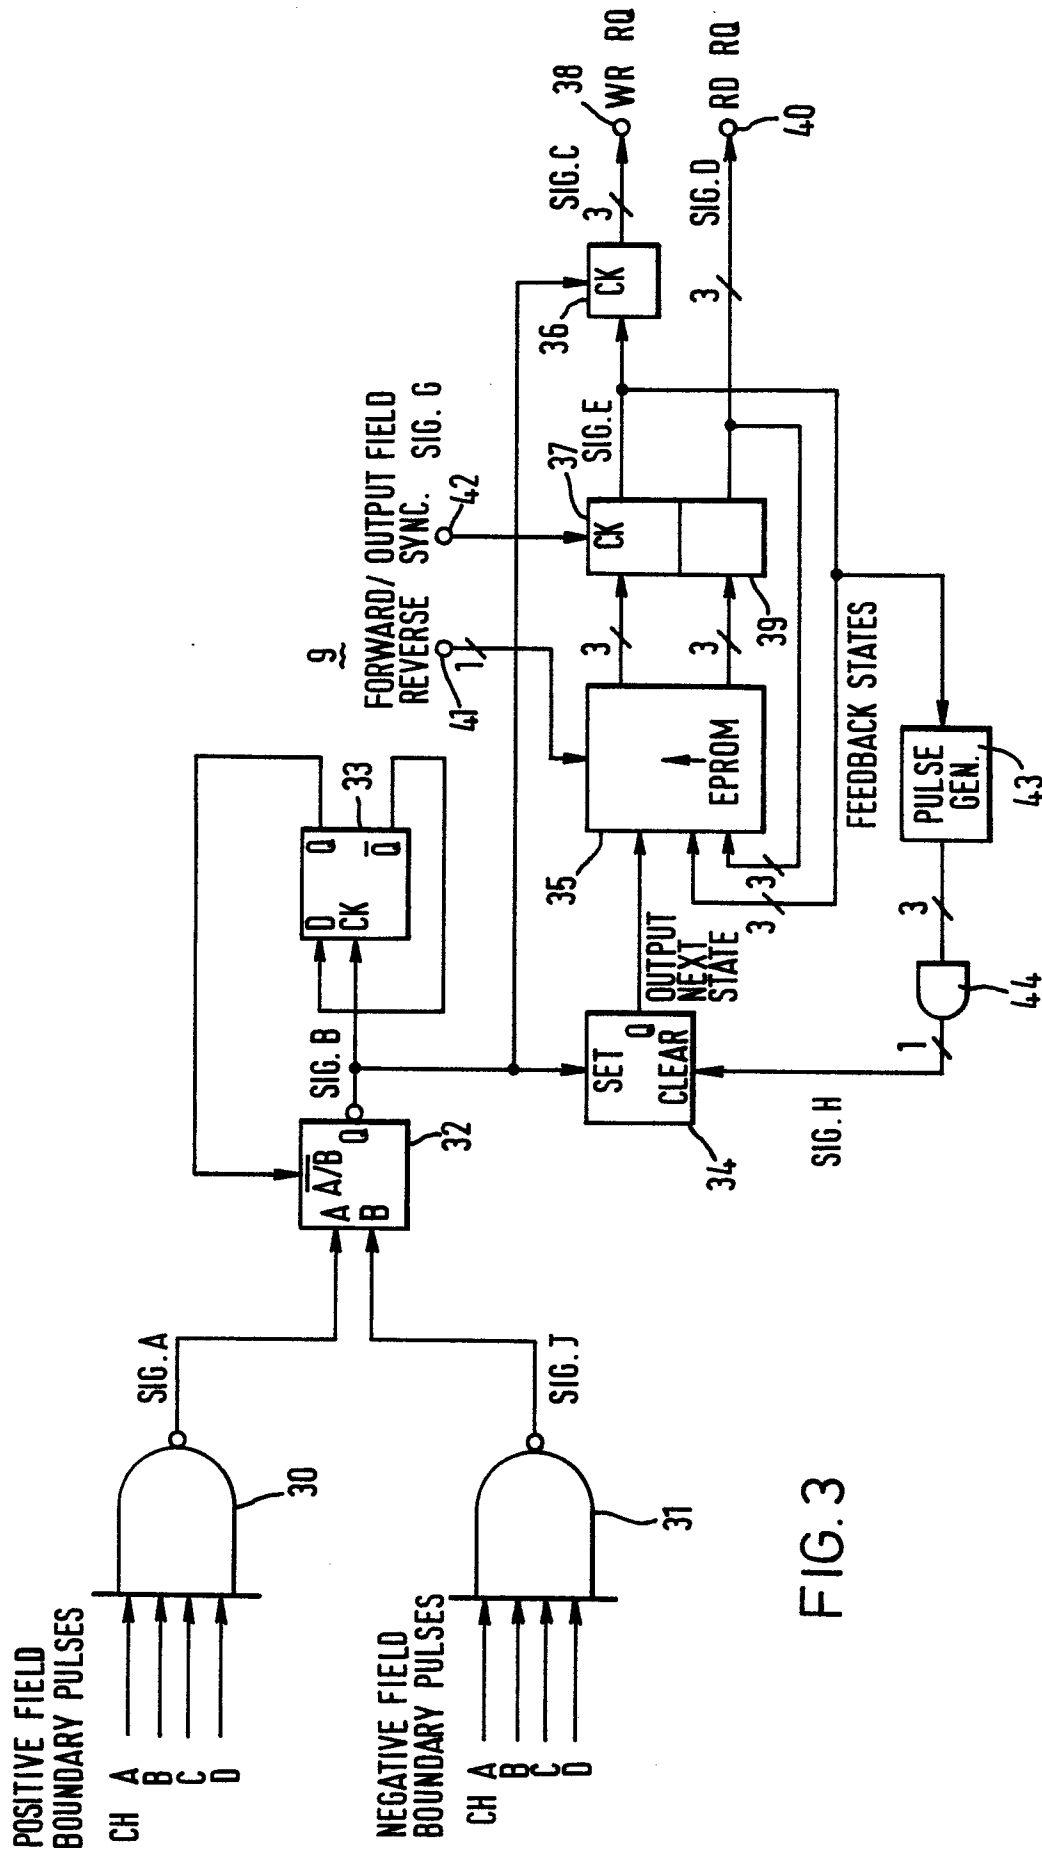 POSITIVE FIELD
BOUNDARY PULSES
CH A
B
C
D
30
SIG. A
NEGATIVE FIELD
BOUNDARY PULSES
CH A
B
C
D
31
SIG. J
A̅/B
A
B
Q
32
SIG. B
D
CK
Q
Q̅
33
9
FORWARD/
REVERSE
41
1
OUTPUT FIELD
SYNC. SIG. G
42
SET
Q
CLEAR
34
OUTPUT
NEXT
STATE
35
EPROM
3
3
3
3
CK
37
39
SIG. E
36
CK
3
SIG. C
38
WR RQ
3
SIG. D
40
RD RQ
FEEDBACK STATES
PULSE
GEN.
43
3
44
1
SIG. H
FIG. 3